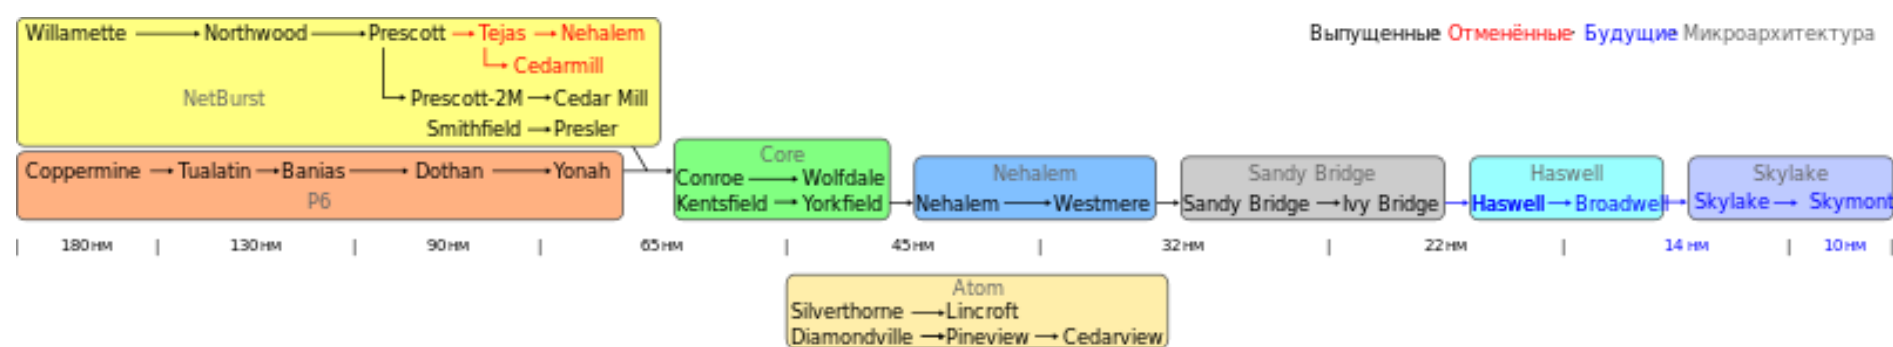 Willamette Northwood Prescott Tejas Nehalem
Выпущенные Отменённые Будущие Микроархитектура
Cedarmill
NetBurst Prescott-2M Cedar Mill
Smithfield Presler
Coppermine Tualatin Banias Dothan Yonah
P6
Core
Conroe Wolfdale
Kentsfield Yorkfield
Nehalem
Nehalem Westmere
Sandy Bridge
Sandy Bridge Ivy Bridge
Haswell
Haswell Broadwell
Skylake
Skylake Skymont
| 180нм | 130нм | 90нм | 65нм | 45нм | 32нм | 22нм | 14 нм | 10нм |
Atom
Silverthorne Lincroft
Diamondville Pineview Cedarview